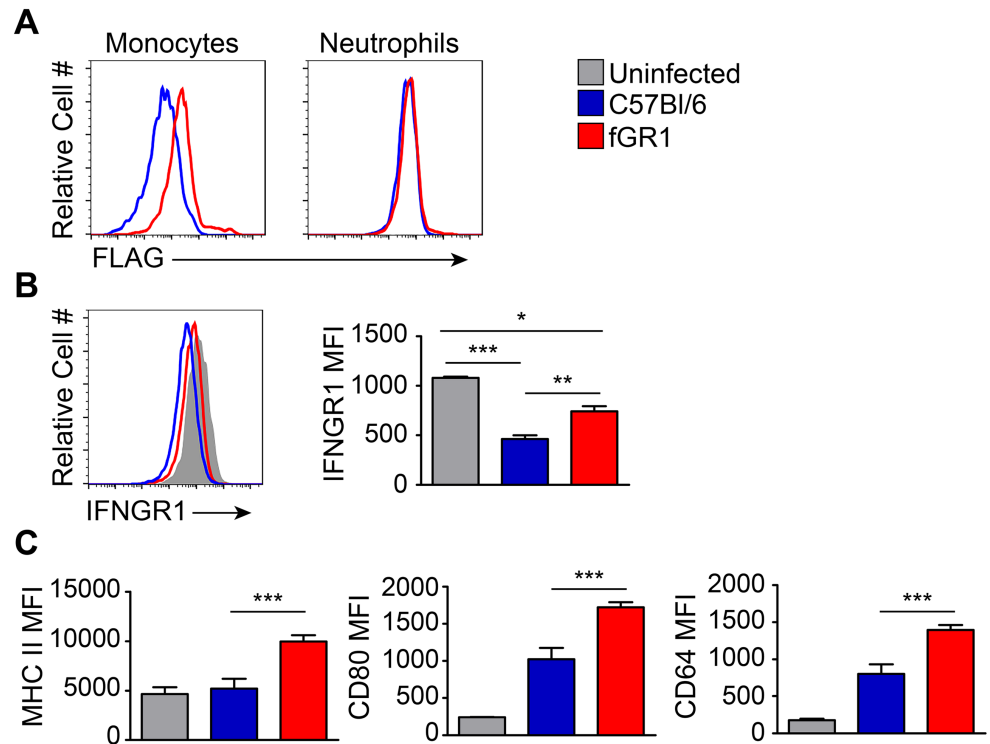 A
Monocytes
Neutrophils
Relative Cell #
FLAG
Uninfected
C57Bl/6
fGR1
B
Relative Cell #
IFNGR1
IFNGR1 MFI
1500
1000
500
0
*
***
**
C
MHC II MFI
15000
10000
5000
0
***
CD80 MFI
2000
1500
1000
500
0
***
CD64 MFI
2000
1500
1000
500
0
***